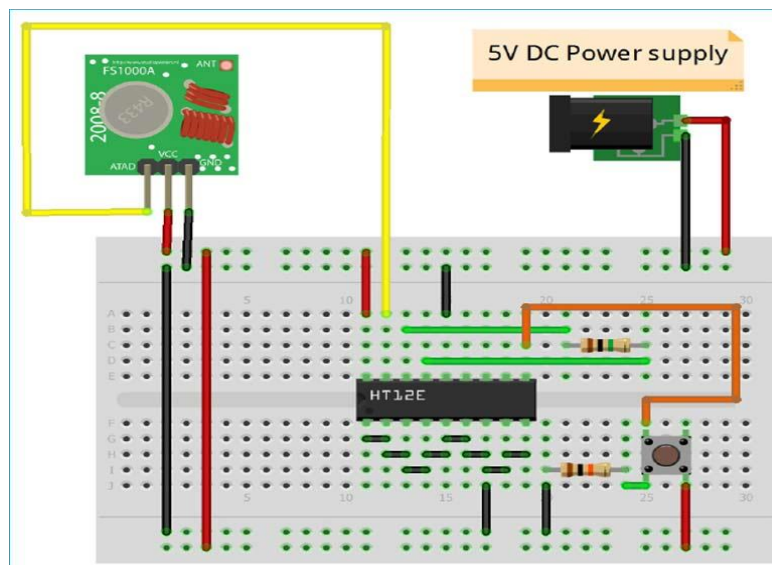 5V DC Power supply
ANT
FS1000A
R433
2008-8
VCC
ATAD
GND
5 10 15 20 25 30
A
B
C
D
E
HT12E
F
G
H
I
J
5 10 15 20 25 30